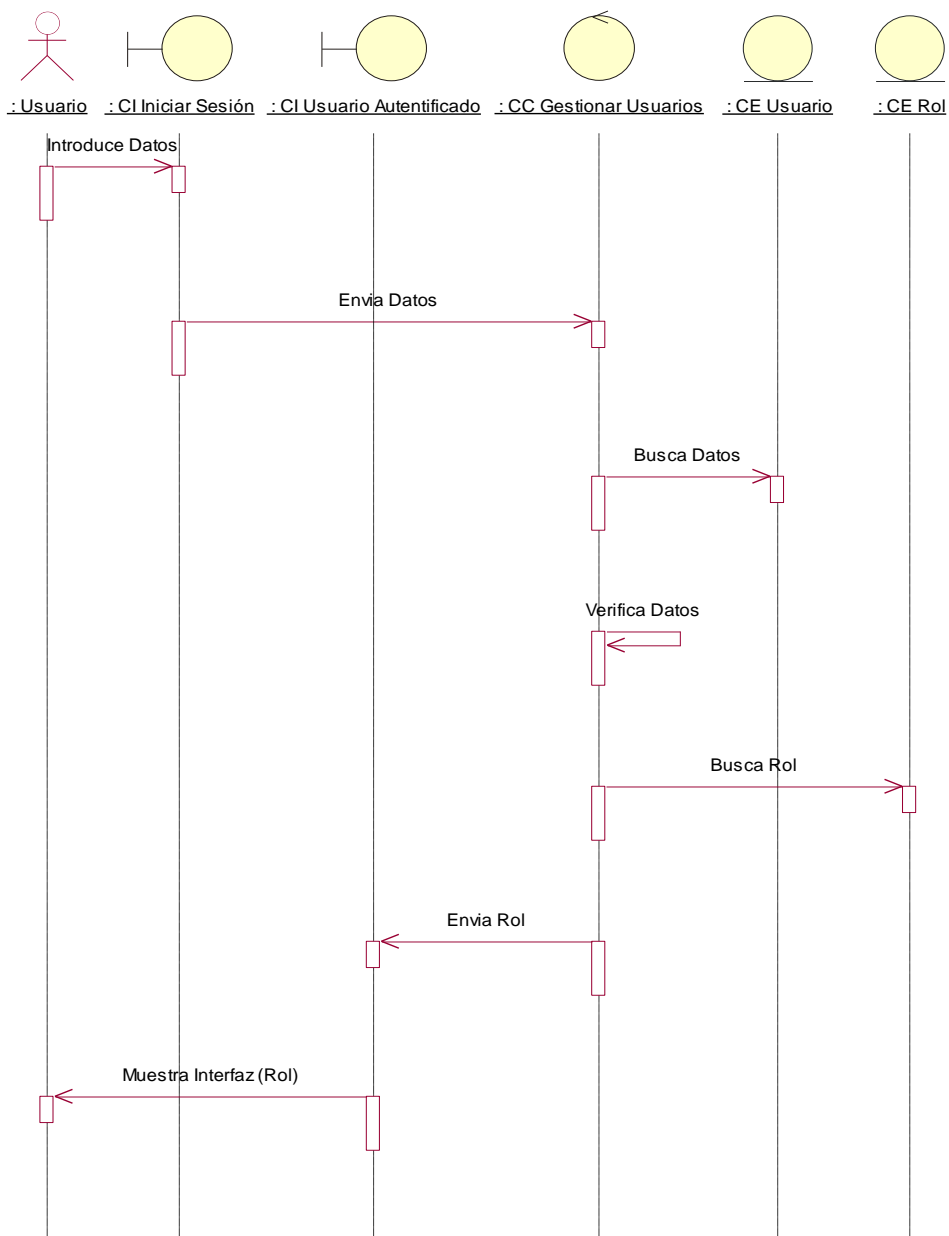 : Usuario
: CI Iniciar Sesión
: CI Usuario Autentificado
: CC Gestionar Usuarios
: CE Usuario
: CE Rol
Introduce Datos
Envia Datos
Busca Datos
Verifica Datos
Busca Rol
Envia Rol
Muestra Interfaz (Rol)